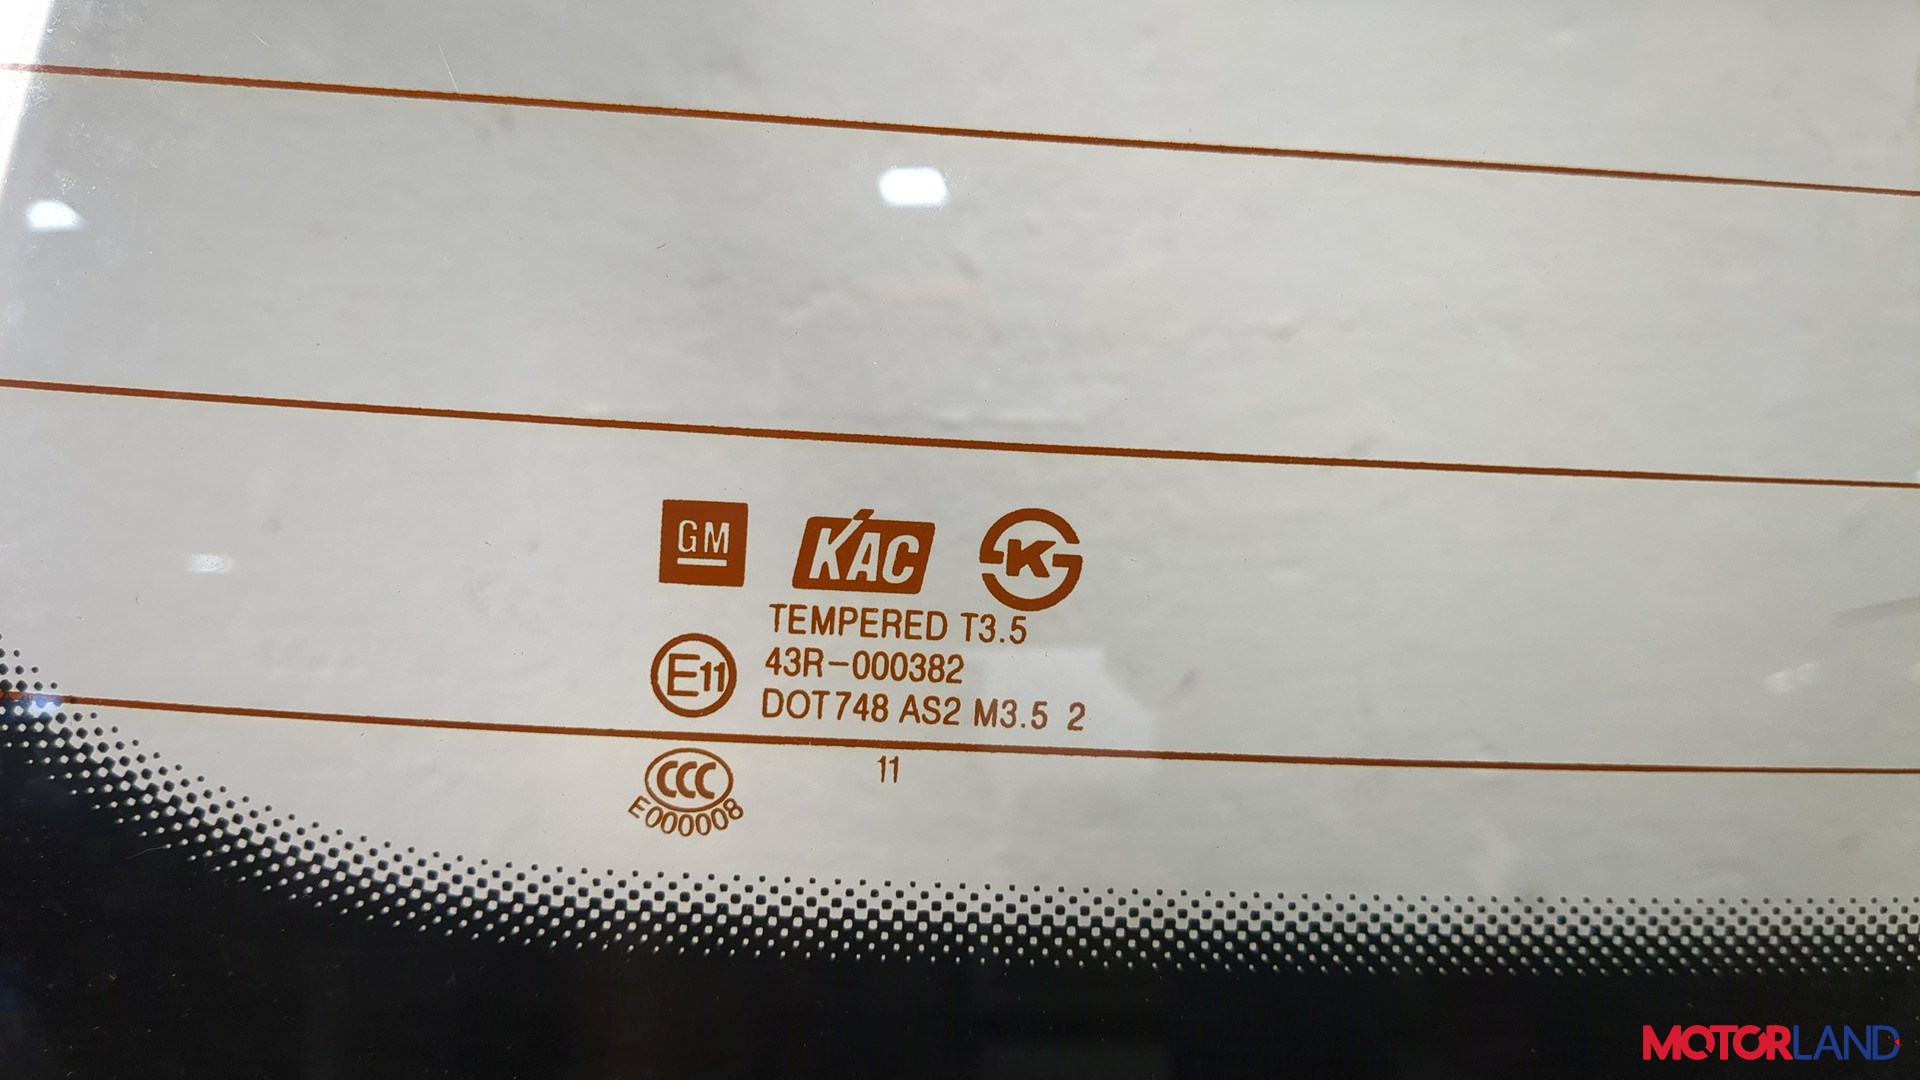 GM KAC K
TEMPERED T3.5
E11 43R-000382
DOT748 AS2 M3.5 2
11
CCC
E000008
MOTORLAND